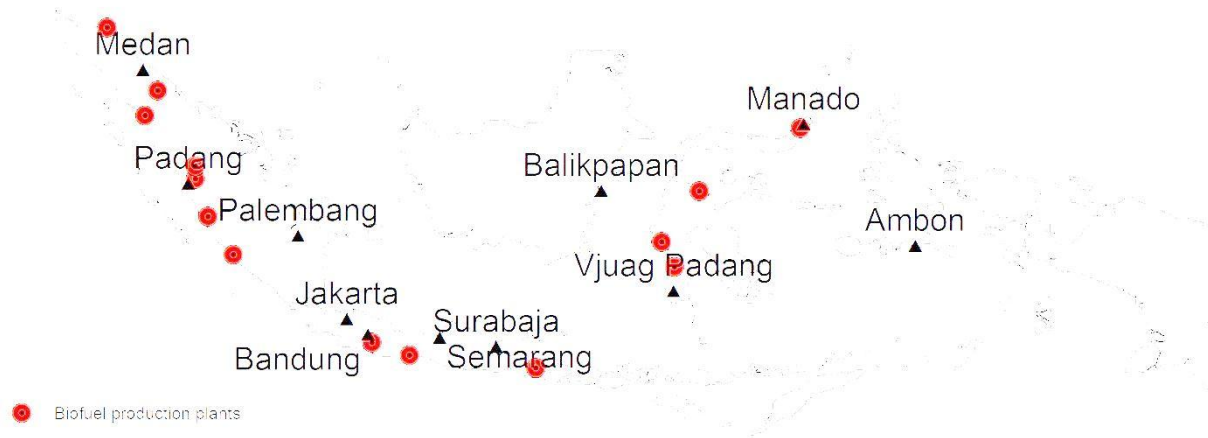 Medan
Manado
Padang
Balikpapan
Palembang
Ambon
Vjuag Padang
Jakarta
Surabaja
Bandung
Semarang
Biofuel production plants